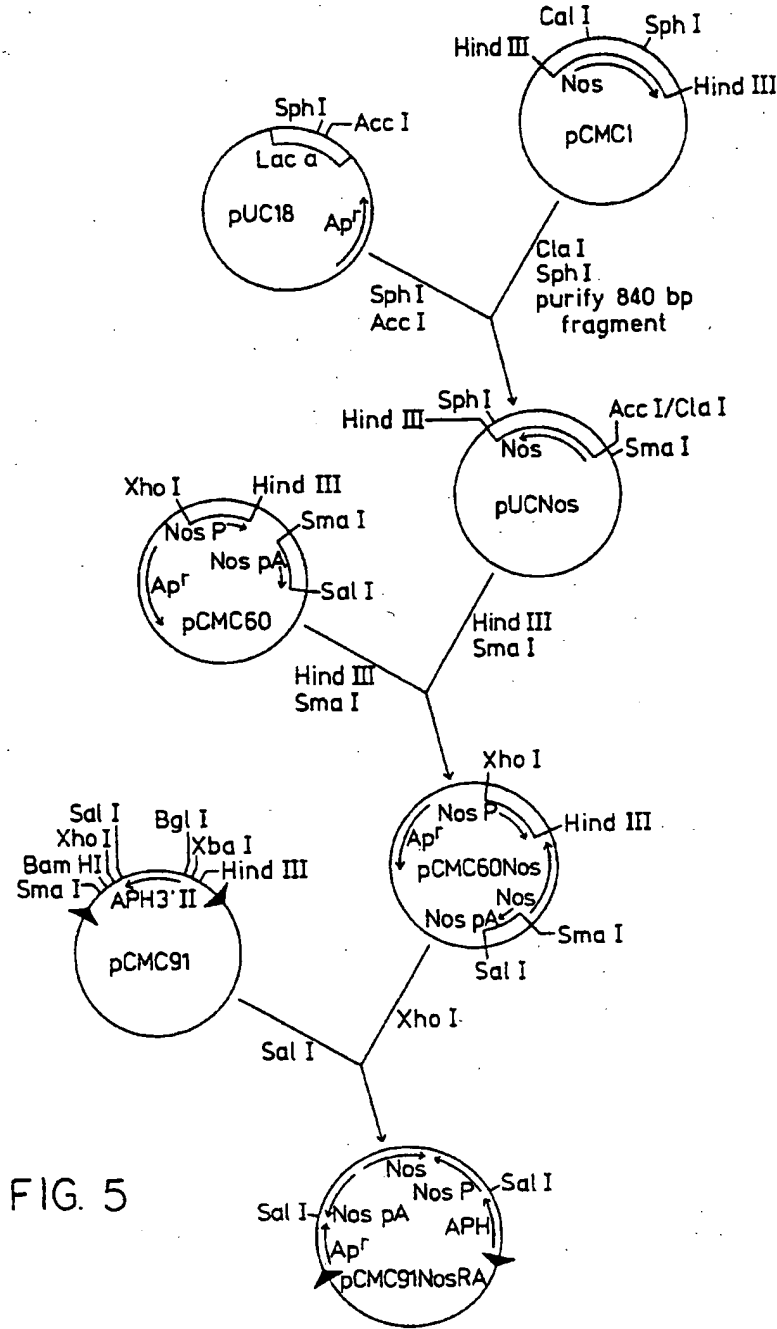 Cal I
Sph I
Hind III
Nos
Hind III
pCMC1
Sph I
Acc I
Lac a
pUC18
Apr
Cla I
Sph I
purify 840 bp
fragment
Sph I
Acc I
Sph I
Hind III
Acc I/Cla I
Nos
Sma I
pUCNos
Xho I
Hind III
Nos P
Sma I
Nos pA
Apr
Sal I
pCMC60
Hind III
Sma I
Hind III
Sma I
Xho I
Nos P
Hind III
Apr
pCMC60Nos
Nos
Nos pA
Sma I
Sal I
Sal I
Bgl I
Xho I
Xba I
Bam HI
Hind III
Sma I
APH3' II
pCMC91
Xho I
Sal I
FIG. 5
Nos
Nos P
Sal I
Sal I
Nos pA
APH
Apr
pCMC91NosRA